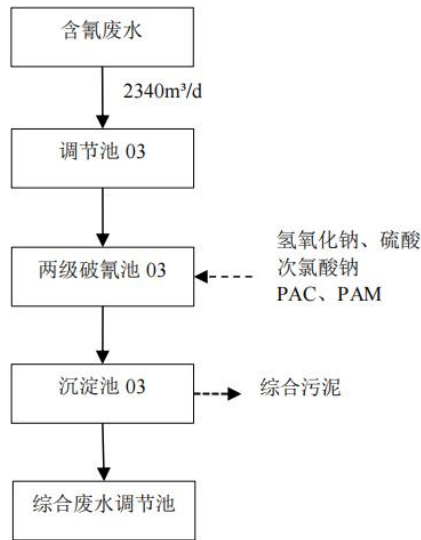 含氰废水
2340m³/d
调节池 03
氢氧化钠、硫酸
次氯酸钠
PAC、PAM
两级破氰池 03
沉淀池 03
综合污泥
综合废水调节池